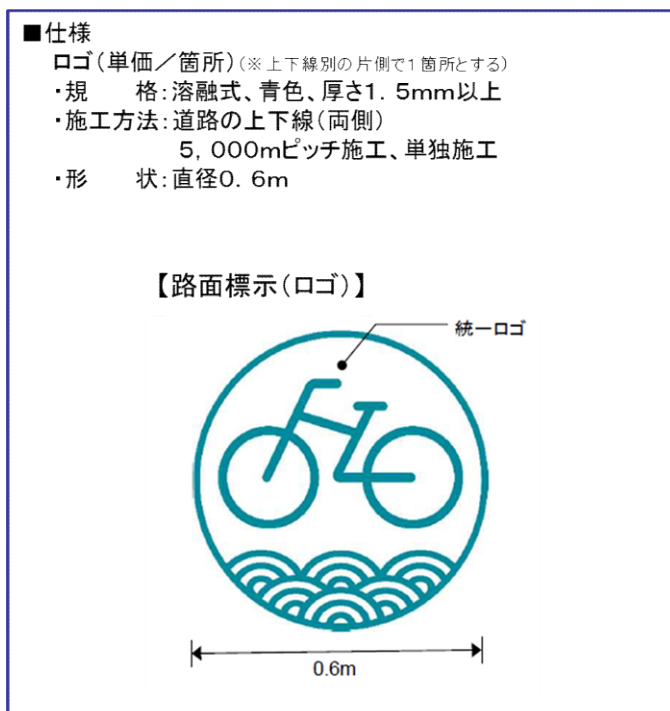 ■仕様
ロゴ(単価／箇所)(※上下線別の片側で1箇所とする)
・規　　格:溶融式、青色、厚さ1．5mm以上
・施工方法:道路の上下線(両側)
5，000mピッチ施工、単独施工
・形　　状:直径0．6m
【路面標示(ロゴ)】
統一ロゴ
0.6m